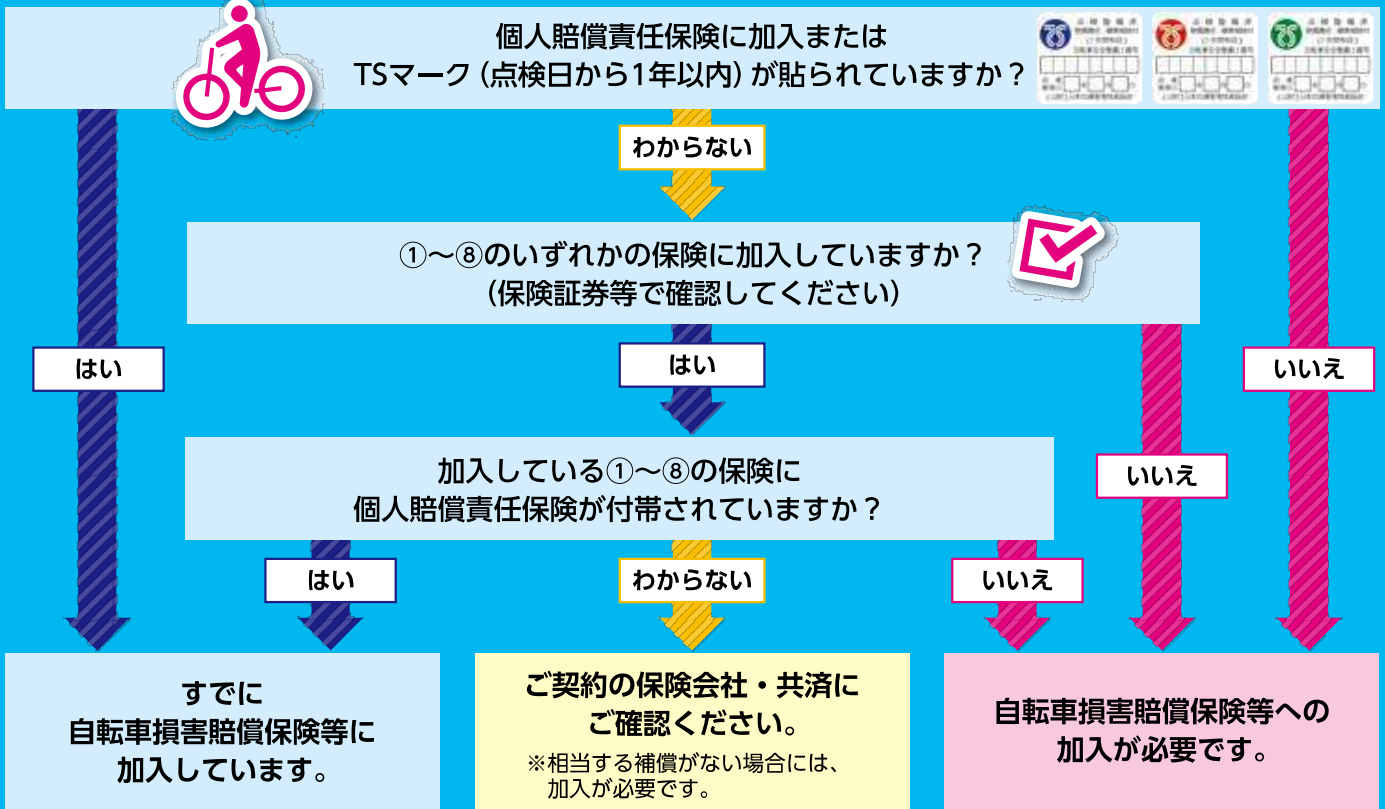 個人賠償責任保険に加入または
TSマーク（点検日から1年以内）が貼られていますか？
わからない
①～⑧のいずれかの保険に加入していますか？
（保険証券等で確認してください）
はい
はい
いいえ
加入している①～⑧の保険に
個人賠償責任保険が付帯されていますか？
いいえ
はい
わからない
いいえ
すでに
自転車損害賠償保険等に
加入しています。
ご契約の保険会社・共済に
ご確認ください。
※相当する補償がない場合には、
加入が必要です。
自転車損害賠償保険等への
加入が必要です。